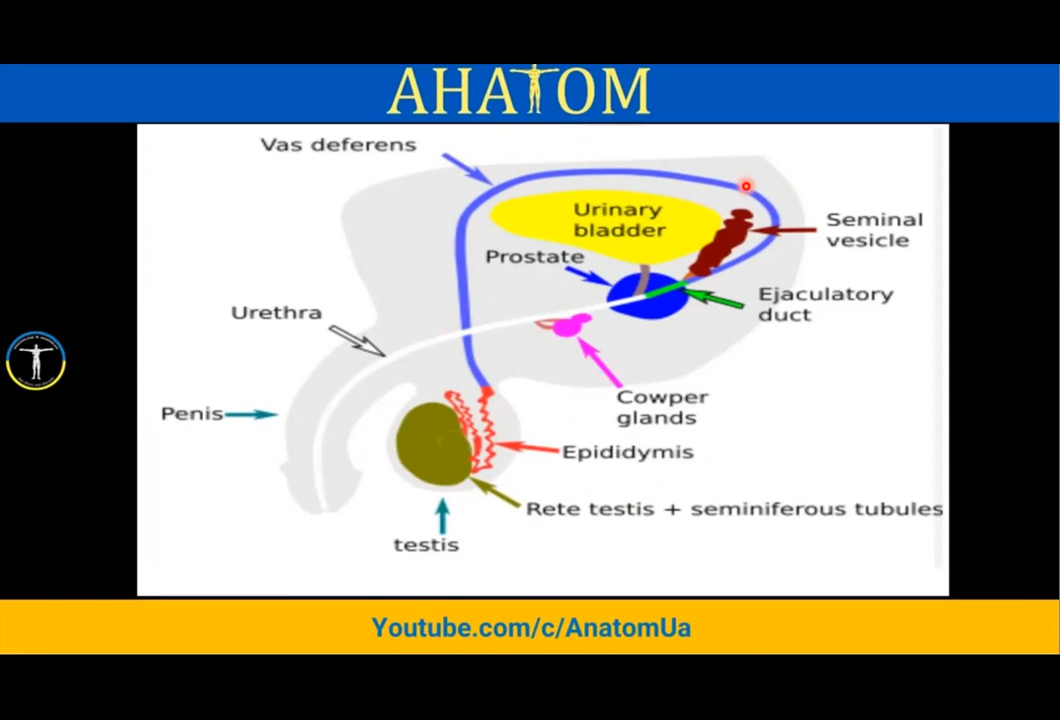 АНАТОМ
Vas deferens
Urinary
bladder
Seminal
vesicle
Prostate
Ejaculatory
duct
Urethra
Cowper
glands
Penis
Epididymis
Rete testis + seminiferous tubules
testis
Youtube.com/c/AnatomUa